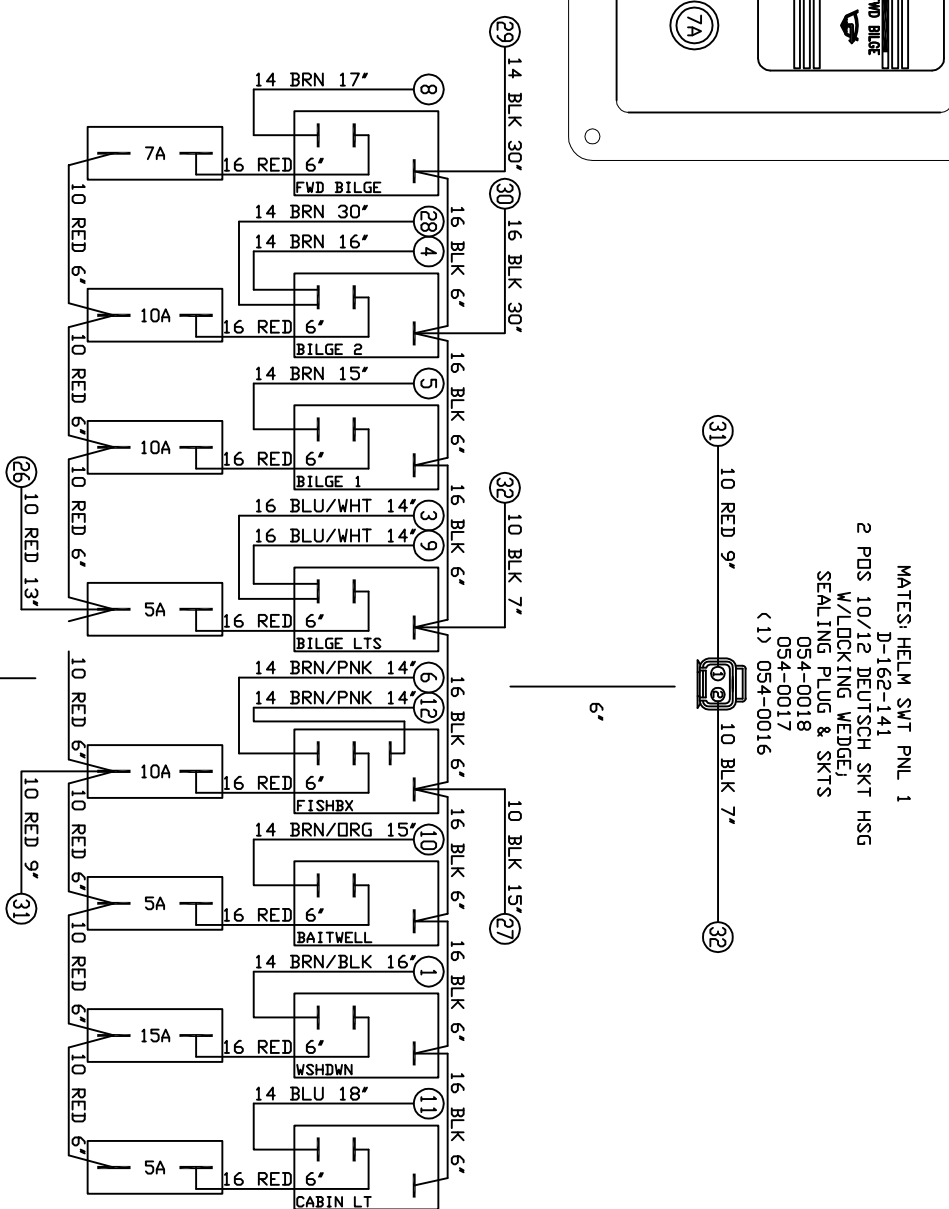 FWD BILGE
7A
MATES: HELM SWT PNL 1
D-162-141
2 POS 10/12 DEUTSCH SKT HSG
W/LOCKING WEDGE;
SEALING PLUG & SKTS
054-0018
054-0017
(1) 054-0016
31
10 RED 9"
1
2
10 BLK 7"
32
6"
29
14 BLK 30"
30
16 BLK 30"
32
10 BLK 7"
10 BLK 15"
27
16 BLK 6"
16 BLK 6"
16 BLK 6"
16 BLK 6"
16 BLK 6"
16 BLK 6"
16 BLK 6"
14 BRN 17"
8
7A
16 RED 6"
FWD BILGE
14 BRN 30"
28
14 BRN 16"
4
10A
16 RED 6"
BILGE 2
14 BRN 15"
5
10A
16 RED 6"
BILGE 1
16 BLU/WHT 14"
3
16 BLU/WHT 14"
9
5A
16 RED 6"
BILGE LTS
14 BRN/PNK 14"
6
14 BRN/PNK 14"
12
10A
16 RED 6"
FISHBX
14 BRN/ORG 15"
10
5A
16 RED 6"
BAITWELL
14 BRN/BLK 16"
1
15A
16 RED 6"
WSHDWN
14 BLU 18"
11
5A
16 RED 6"
CABIN LT
10 RED 6"
10 RED 6"
10 RED 6"
10 RED 6"
10 RED 6"
10 RED 6"
10 RED 6"
26
10 RED 13"
10 RED 9"
31